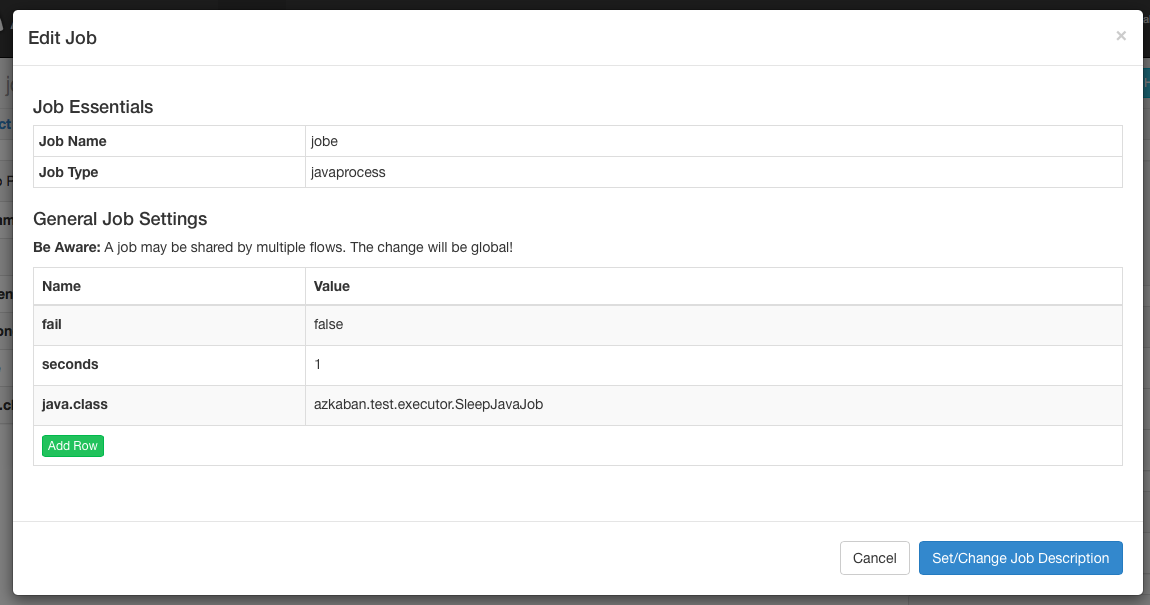 Edit Job
×
Job Essentials
Job Name jobe
Job Type javaprocess
General Job Settings
Be Aware: A job may be shared by multiple flows. The change will be global!
Name Value
fail false
seconds 1
java.class azkaban.test.executor.SleepJavaJob
Add Row
Cancel Set/Change Job Description